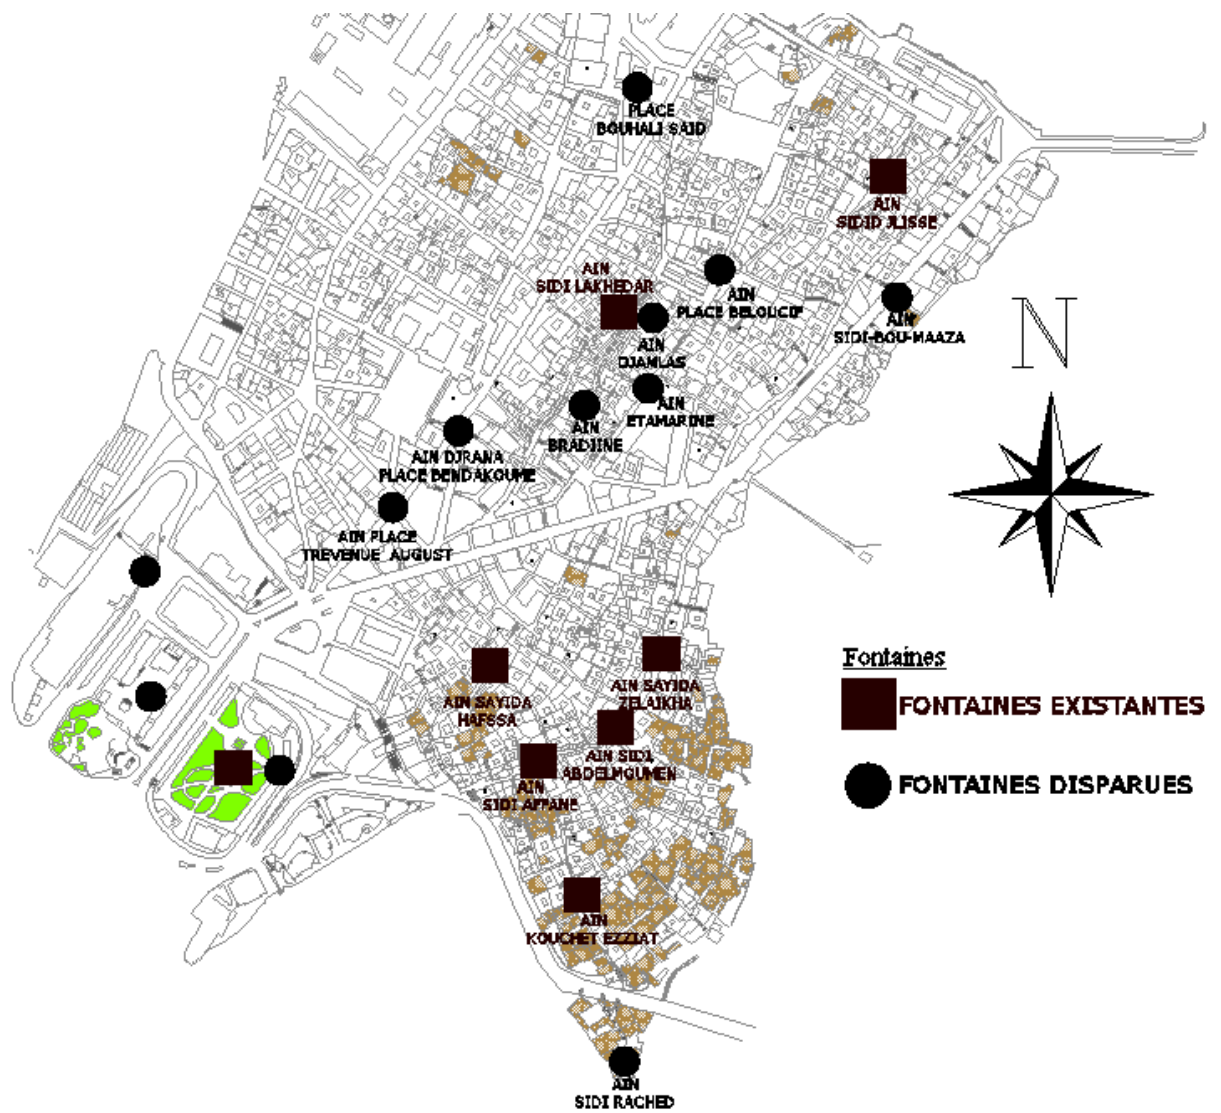 PLACE
BOUHALI SAID
AIN
SIDID JLISSE
AIN
SIDI LAKHEDAR
AIN
PLACE BELOUCIF
AIN
SIDI-BOU-MAAZA
N
AIN
DJAMLAS
AIN
ETAMARINE
AIN
BRADIINE
AIN DJRANA
PLACE BENDAKOUME
AIN PLACE
TREVENUE AUGUST
AIN SAYIDA
HAFSSA
AIN SAYIDA
ZELAIKHA
AIN SIDI
ABDELMOUMEN
AIN
SIDI AFFANE
AIN
KOUCHET EZZIAT
AIN
SIDI RACHED
Fontaines
FONTAINES EXISTANTES
FONTAINES DISPARUES